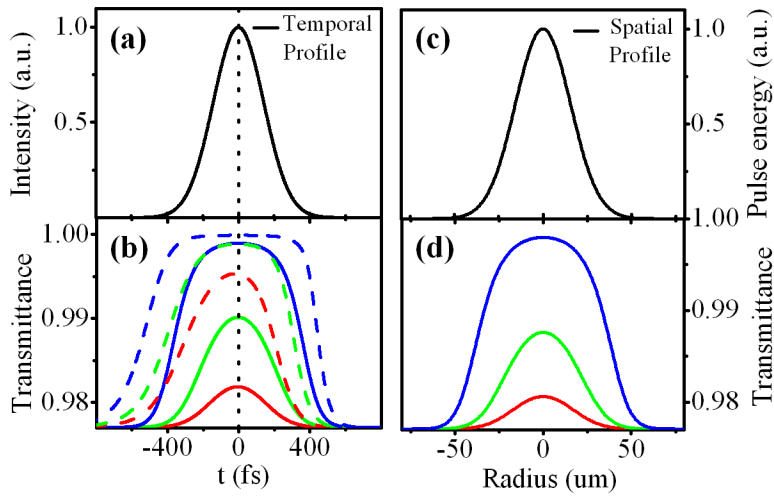 (a)
Temporal
Profile
Intensity (a.u.)
1.0
0.5
(c)
Spatial
Profile
1.0
0.5
1.00
Pulse energy (a.u.)
(b)
Transmittance
1.00
0.99
0.98
-400
0
400
t (fs)
(d)
0.99
0.98
Transmittance
-50
0
50
Radius (um)